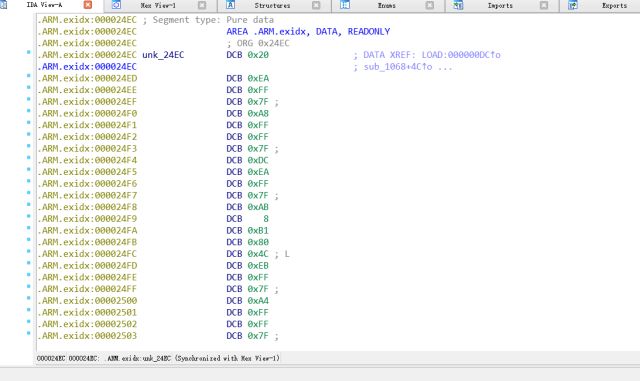 IDA View-A Hex View-1 Structures Enums Imports Exports
.ARM.exidx:000024EC ; Segment type: Pure data
.ARM.exidx:000024EC AREA .ARM.exidx, DATA, READONLY
.ARM.exidx:000024EC ; ORG 0x24EC
.ARM.exidx:000024EC unk_24EC DCB 0x20 ; DATA XREF: LOAD:000000DC↑o
.ARM.exidx:000024EC ; sub_1068+4C↑o ...
.ARM.exidx:000024ED DCB 0xEA
.ARM.exidx:000024EE DCB 0xFF
.ARM.exidx:000024EF DCB 0x7F ;
.ARM.exidx:000024F0 DCB 0xA8
.ARM.exidx:000024F1 DCB 0xFF
.ARM.exidx:000024F2 DCB 0xFF
.ARM.exidx:000024F3 DCB 0x7F ;
.ARM.exidx:000024F4 DCB 0xDC
.ARM.exidx:000024F5 DCB 0xEA
.ARM.exidx:000024F6 DCB 0xFF
.ARM.exidx:000024F7 DCB 0x7F ;
.ARM.exidx:000024F8 DCB 0xAB
.ARM.exidx:000024F9 DCB 8
.ARM.exidx:000024FA DCB 0xB1
.ARM.exidx:000024FB DCB 0x80
.ARM.exidx:000024FC DCB 0x4C ; L
.ARM.exidx:000024FD DCB 0xEB
.ARM.exidx:000024FE DCB 0xFF
.ARM.exidx:000024FF DCB 0x7F ;
.ARM.exidx:00002500 DCB 0xA4
.ARM.exidx:00002501 DCB 0xFF
.ARM.exidx:00002502 DCB 0xFF
.ARM.exidx:00002503 DCB 0x7F ;
000024EC 000024EC: .ARM.exidx:unk_24EC (Synchronized with Hex View-1)